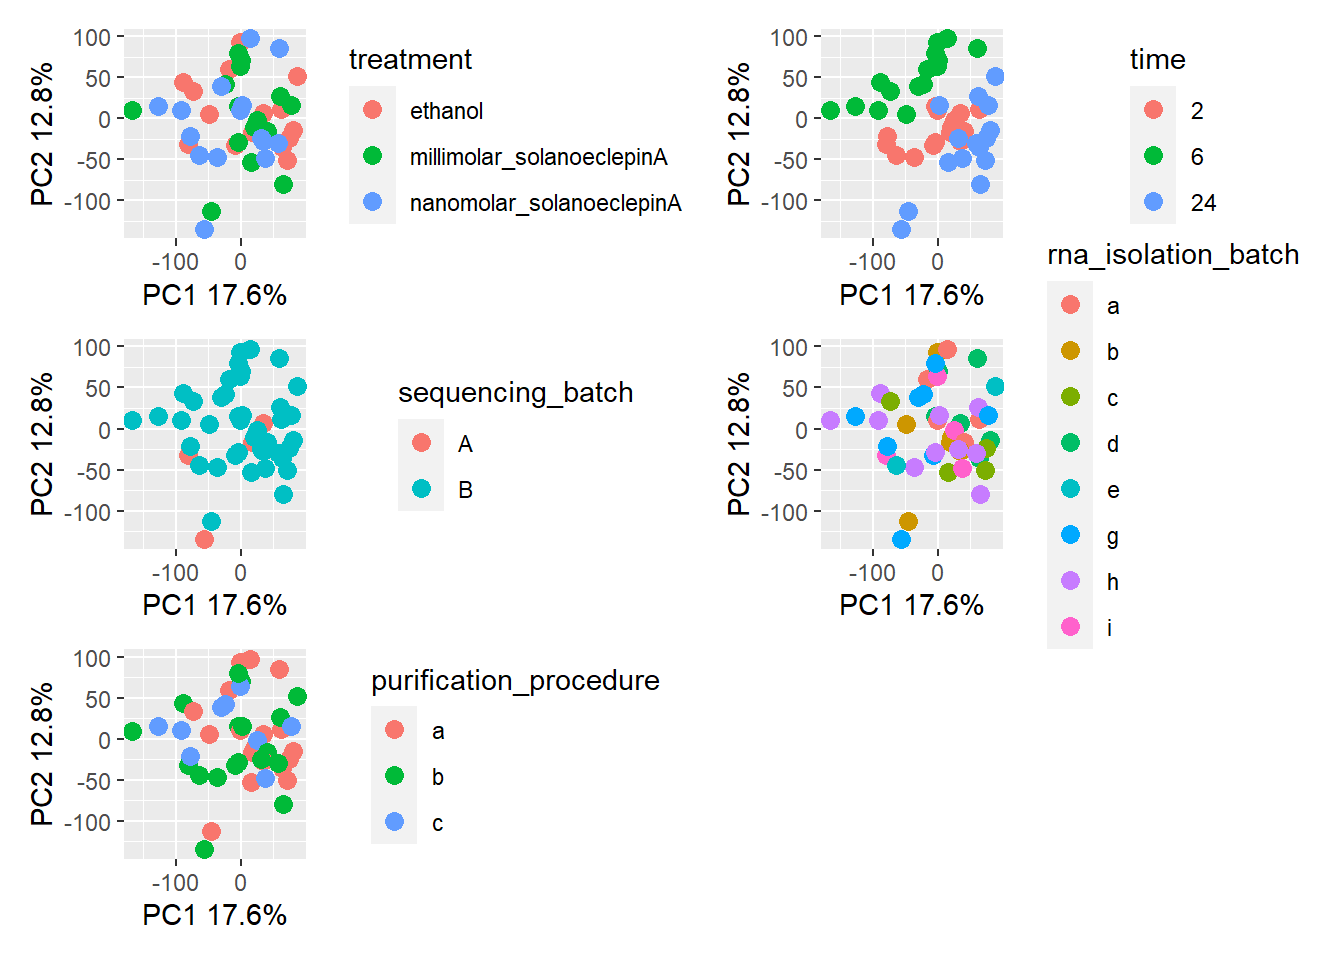 treatment
ethanol
millimolar_solanoeclepinA
nanomolar_solanoeclepinA
100
50
0
-50
-100
PC2 12.8%
-100 0
PC1 17.6%
time
2
6
24
100
50
0
-50
-100
PC2 12.8%
-100 0
PC1 17.6%
sequencing_batch
A
B
100
50
0
-50
-100
PC2 12.8%
-100 0
PC1 17.6%
rna_isolation_batch
a
b
c
d
e
g
h
i
100
50
0
-50
-100
PC2 12.8%
-100 0
PC1 17.6%
purification_procedure
a
b
c
100
50
0
-50
-100
PC2 12.8%
-100 0
PC1 17.6%